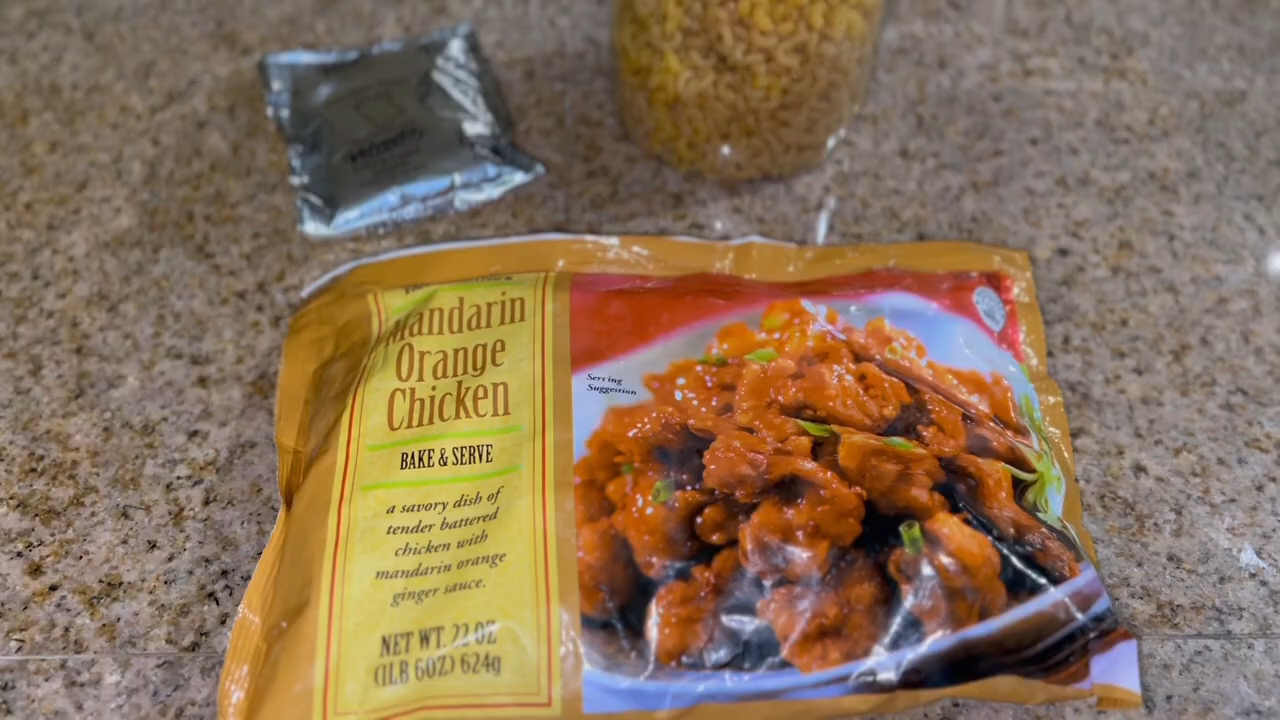 Mandarin
Orange
Chicken
BAKE & SERVE
a savory dish of
tender battered
chicken with
mandarin orange
ginger sauce.
NET WT. 22 OZ
(1LB 6OZ) 624g
Serving
Suggestion